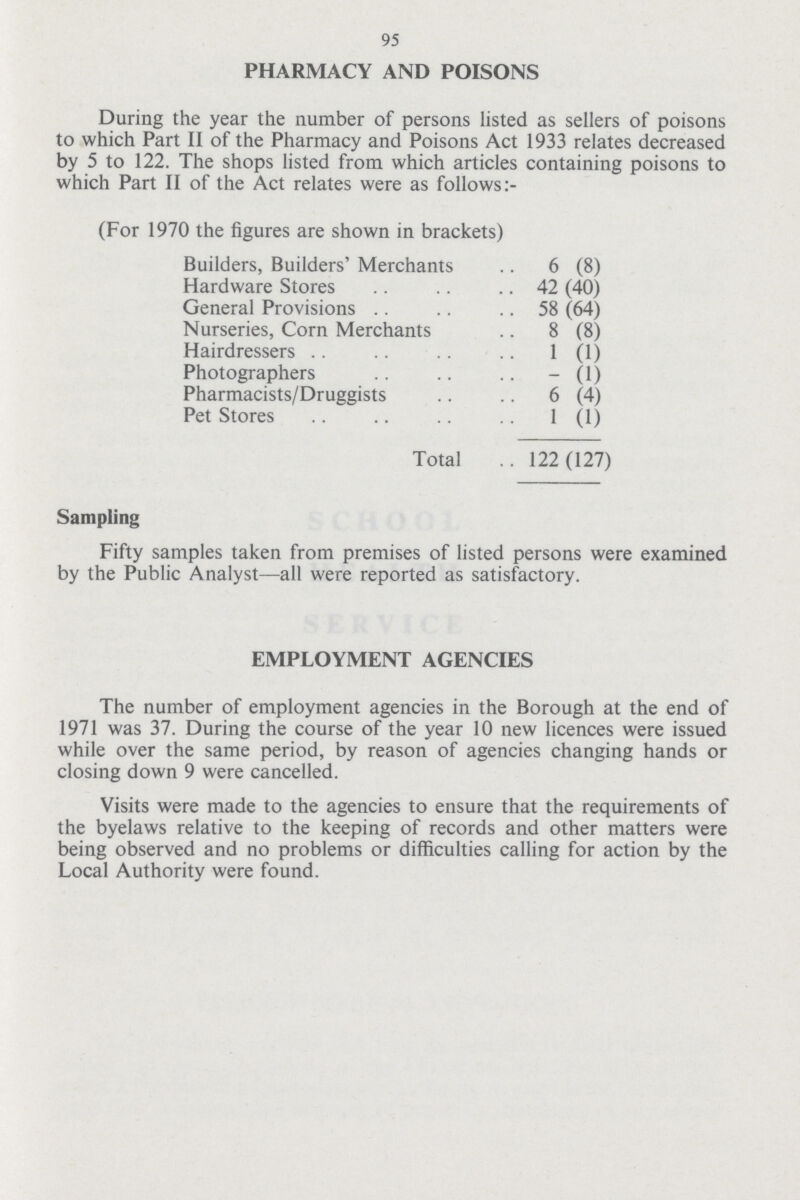 95
PHARMACY AND POISONS
During the year the number of persons listed as sellers of poisons
to which Part II of the Pharmacy and Poisons Act 1933 relates decreased
by 5 to 122. The shops listed from which articles containing poisons to
which Part II of the Act relates were as follows:-
(For 1970 the figures are shown in brackets)
Builders, Builders' Merchants .. 6 (8)
Hardware Stores .. .. .. 42 (40)
General Provisions .. .. .. 58 (64)
Nurseries, Corn Merchants .. 8 (8)
Hairdressers .. .. .. .. 1 (1)
Photographers .. .. .. – (1)
Pharmacists/Druggists .. .. 6 (4)
Pet Stores .. .. .. .. 1 (1)
Total .. 122 (127)
Sampling
SCHOOL
Fifty samples taken from premises of listed persons were examined
by the Public Analyst—all were reported as satisfactory.
SERVICE
EMPLOYMENT AGENCIES
The number of employment agencies in the Borough at the end of
1971 was 37. During the course of the year 10 new licences were issued
while over the same period, by reason of agencies changing hands or
closing down 9 were cancelled.
Visits were made to the agencies to ensure that the requirements of
the byelaws relative to the keeping of records and other matters were
being observed and no problems or difficulties calling for action by the
Local Authority were found.